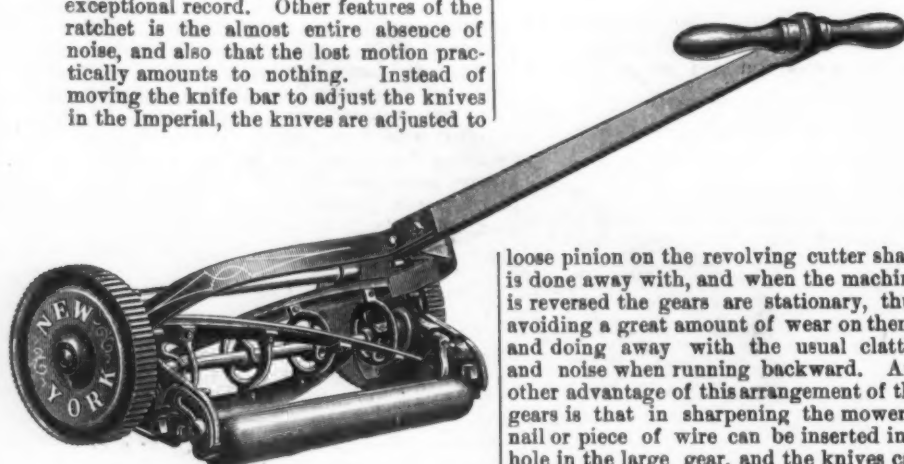 exceptional record. Other features of the
ratchet is the almost entire absence of
noise, and also that the lost motion prac-
tically amounts to nothing. Instead of
moving the knife bar to adjust the knives
in the Imperial, the knives are adjusted to
NEW
YORK
loose pinion on the revolving cutter sha
is done away with, and when the machin
is reversed the gears are stationary, th
avoiding a great amount of wear on them
and doing away with the usual clatt
and noise when running backward. A
other advantage of this arrangement of th
gears is that in sharpening the mower
nail or piece of wire can be inserted in
hole in the large gear, and the knives ca